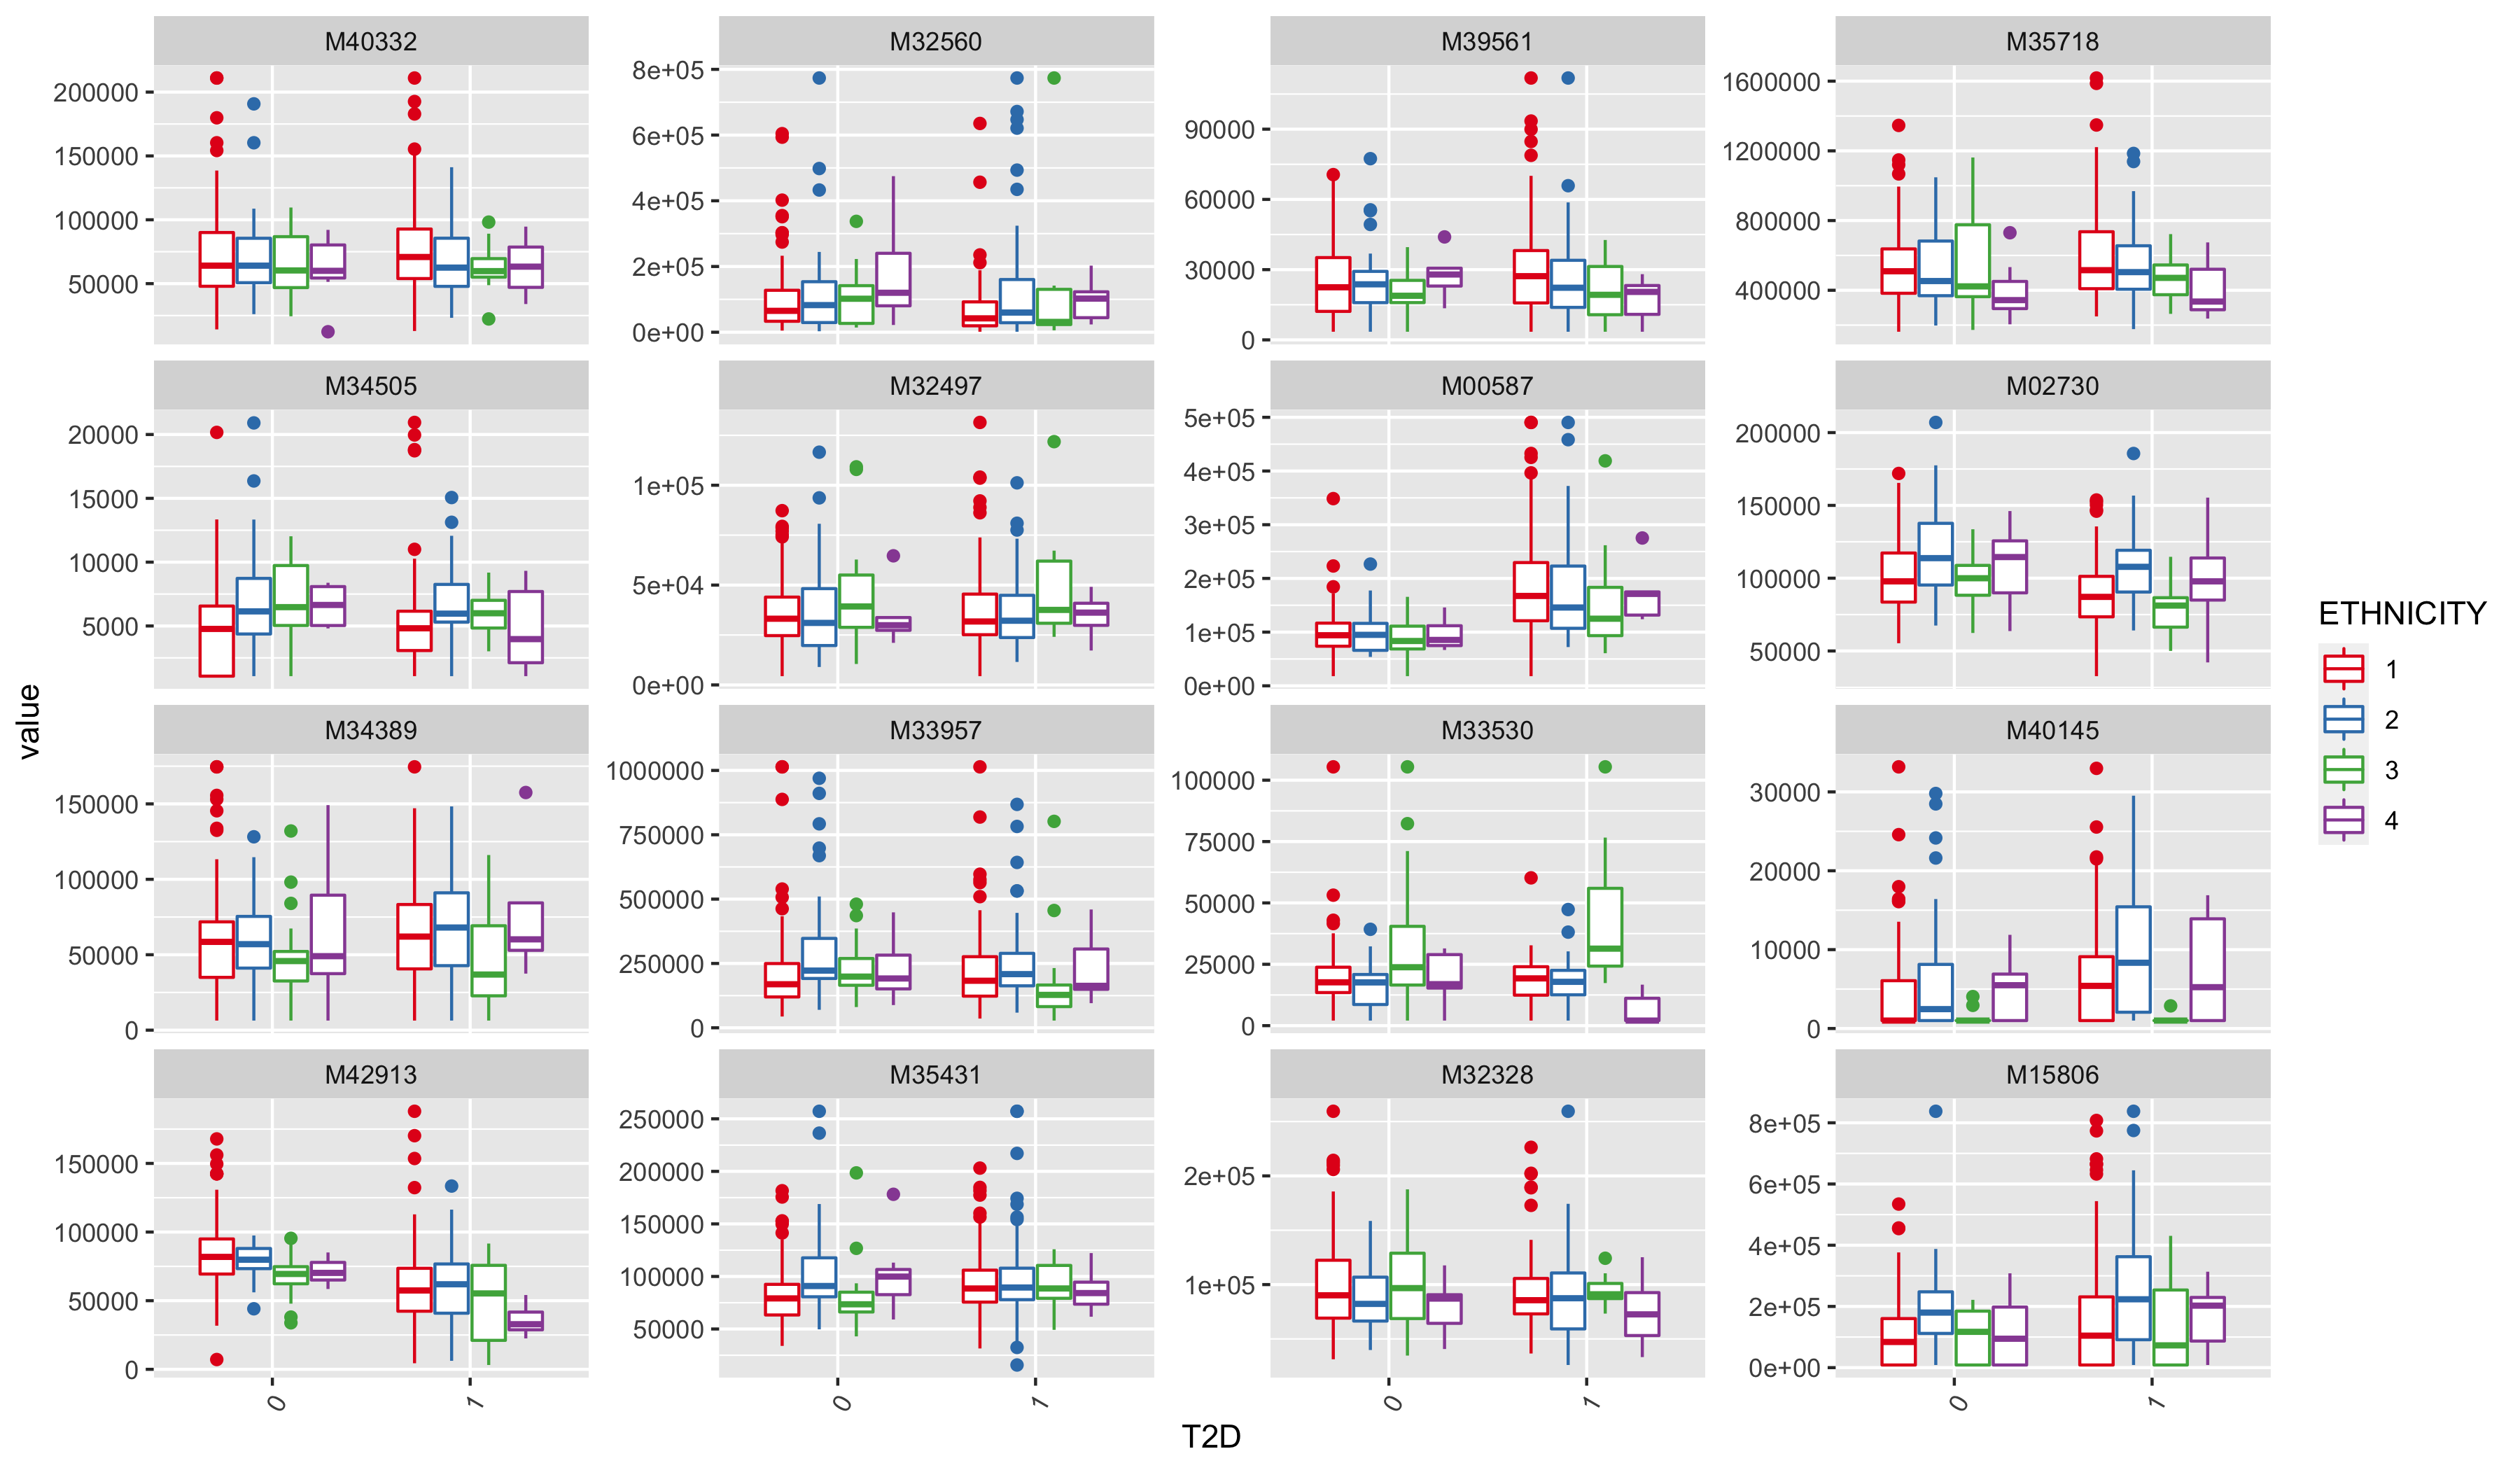 M40332
M32560
M39561
M35718
200000
150000
100000
50000
8e+05
6e+05
4e+05
2e+05
0e+00
90000
60000
30000
0
1600000
1200000
800000
400000
M34505
M32497
M00587
M02730
20000
15000
10000
5000
1e+05
5e+04
0e+00
5e+05
4e+05
3e+05
2e+05
1e+05
0e+00
200000
150000
100000
50000
M34389
M33957
M33530
M40145
150000
100000
50000
0
1000000
750000
500000
250000
0
100000
75000
50000
25000
0
30000
20000
10000
0
M42913
M35431
M32328
M15806
150000
100000
50000
0
250000
200000
150000
100000
50000
2e+05
1e+05
8e+05
6e+05
4e+05
2e+05
0e+00
0
1
0
1
0
1
0
1
T2D
value
ETHNICITY
1
2
3
4